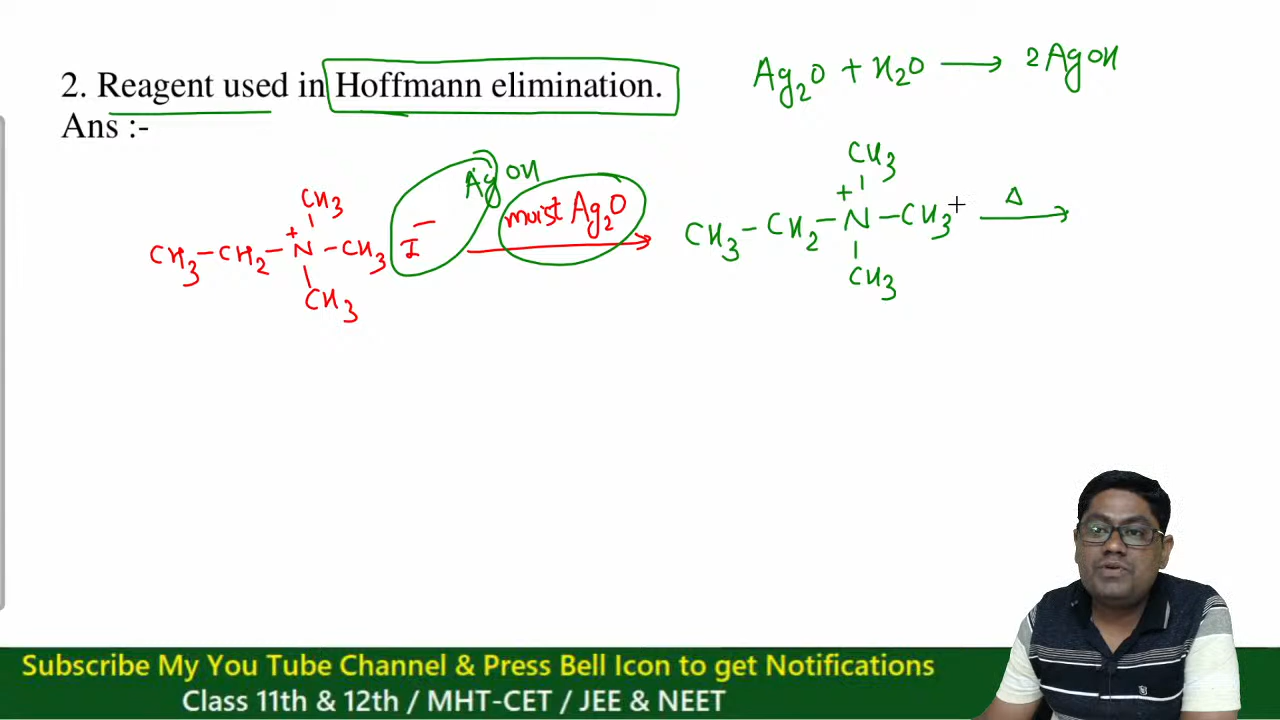 2. Reagent used in Hoffmann elimination.
Ag₂O + H₂O ⟶ 2AgOH
Ans :-
CH₃
CH₃-CH₂-N⁺-CH₃ I⁻
CH₃
AgOH
moist Ag₂O
CH₃
CH₃-CH₂-N⁺-CH₃
CH₃
Δ
Subscribe My You Tube Channel & Press Bell Icon to get Notifications
Class 11th & 12th / MHT-CET / JEE & NEET